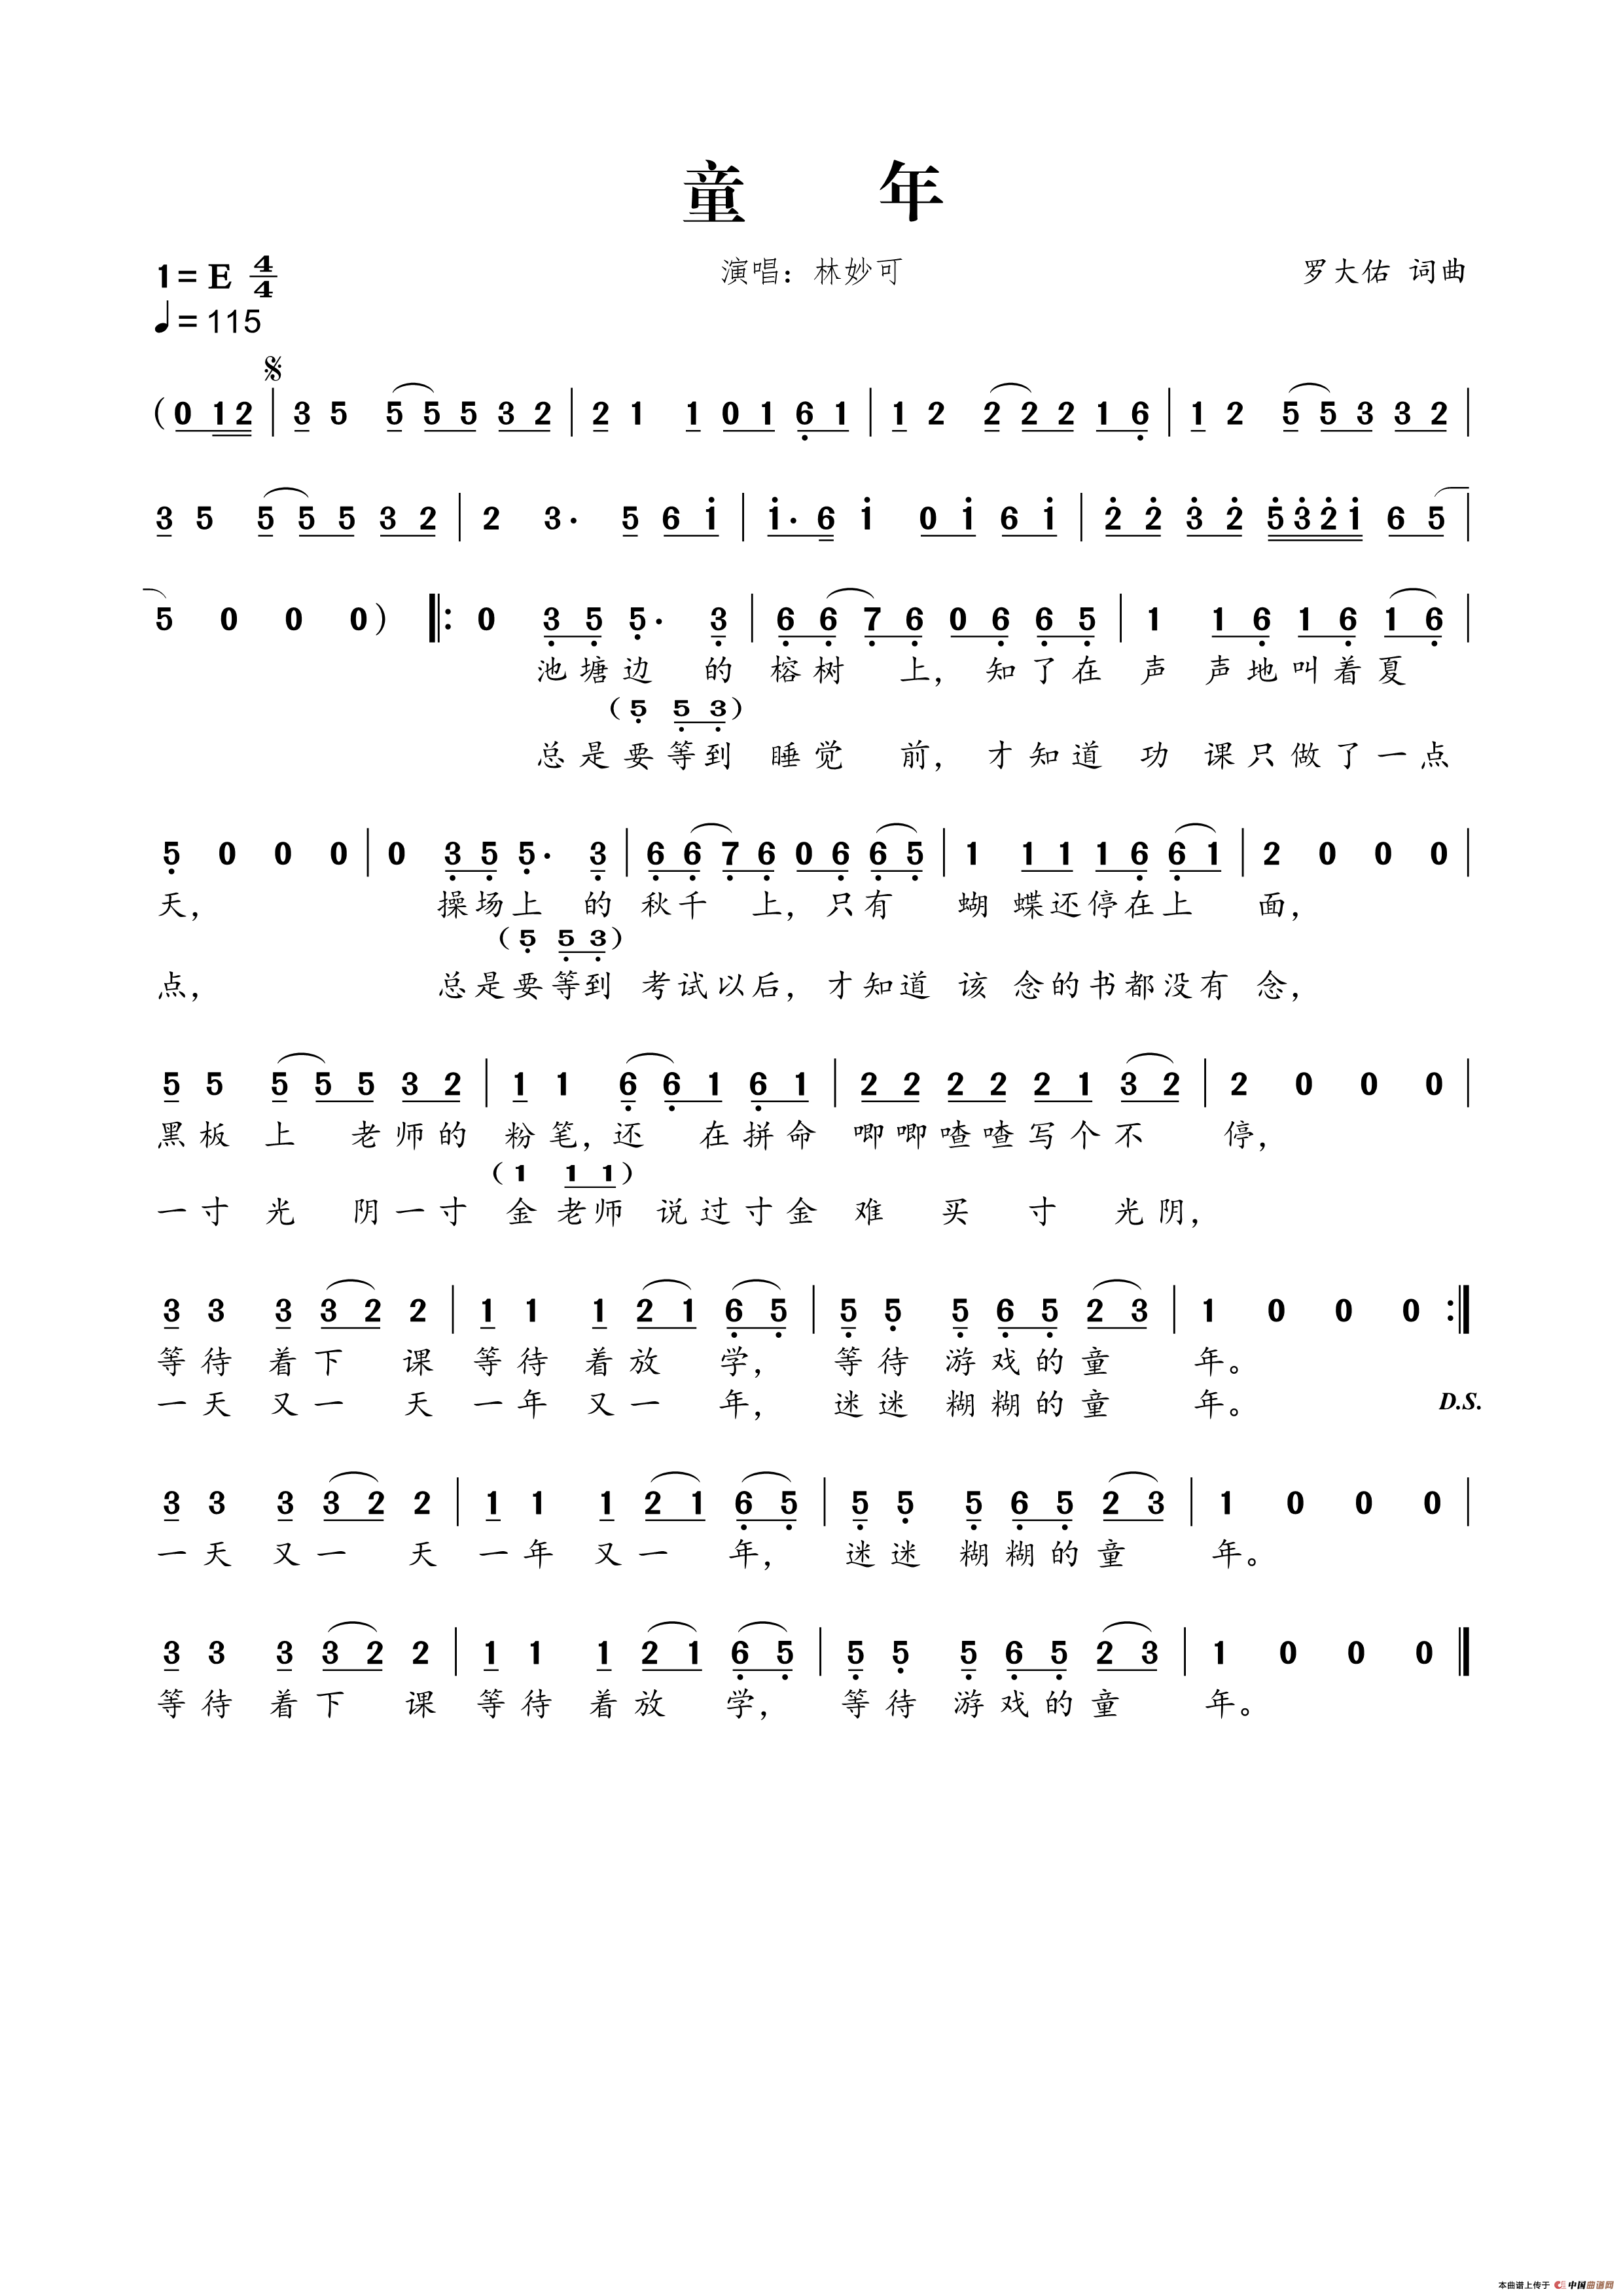 童 年
1=E 4/4 演唱：林妙可 罗大佑 词曲
♩=115
(0 12 | 3 5 5 5 5 3 2 | 2 1 1 0 1 6 1 | 1 2 2 2 2 1 6 | 1 2 5 5 3 3 2 |
3 5 5 5 5 3 2 | 2 3· 5 6 1 | 1· 6 1 0 1 6 1 | 2 2 3 2 5 3 2 1 6 5 |
5 0 0 0) ‖: 0 3 5 5· 3 | 6 6 7 6 0 6 6 5 | 1 1 6 1 6 1 6 |
池塘边 的 榕树 上，知了在 声 声地叫着夏
(5 5 3)
总是要等到 睡觉 前，才知道 功 课只做了一点
5 0 0 0 | 0 3 5 5· 3 | 6 6 7 6 0 6 6 5 | 1 1 1 1 6 6 1 | 2 0 0 0 |
天， 操场上 的 秋千 上，只有 蝴 蝶还停在上 面，
(5 5 3)
点， 总是要等到 考试以后，才知道 该 念的书都没有 念，
5 5 5 5 5 3 2 | 1 1 6 6 1 6 1 | 2 2 2 2 2 1 3 2 | 2 0 0 0 |
黑板 上 老师的 粉笔，还 在拼命 唧唧喳喳写个不 停，
(1 1 1)
一寸 光 阴一寸 金老师 说过寸金 难 买 寸 光阴，
3 3 3 3 2 2 | 1 1 1 2 1 6 5 | 5 5 5 6 5 2 3 | 1 0 0 0 :‖
等待 着下 课 等待 着放 学， 等待 游戏的童 年。
一天 又一 天 一年 又一 年， 迷迷 糊糊的童 年。 D.S.
3 3 3 3 2 2 | 1 1 1 2 1 6 5 | 5 5 5 6 5 2 3 | 1 0 0 0 |
一天 又一 天 一年 又一 年， 迷迷 糊糊的童 年。
3 3 3 3 2 2 | 1 1 1 2 1 6 5 | 5 5 5 6 5 2 3 | 1 0 0 0 ‖
等待 着下 课 等待 着放 学， 等待 游戏的童 年。
本曲谱上传于 中国曲谱网